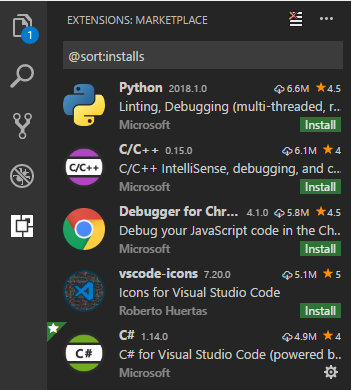 EXTENSIONS: MARKETPLACE
1
@sort:installs
Python 2018.1.0 6.6M ★4.5
Linting, Debugging (multi-threaded, r...
Microsoft Install
C/C++
C/C++ 0.15.0 6.1M ★4
C/C++ IntelliSense, debugging, and c...
Microsoft Install
Debugger for Chr... 4.1.0 5.8M ★4.5
Debug your JavaScript code in the Ch...
Microsoft Install
vscode-icons 7.20.0 5.1M ★5
Icons for Visual Studio Code
Roberto Huertas Install
C#
C# 1.14.0 4.9M ★4
C# for Visual Studio Code (powered b...
Microsoft